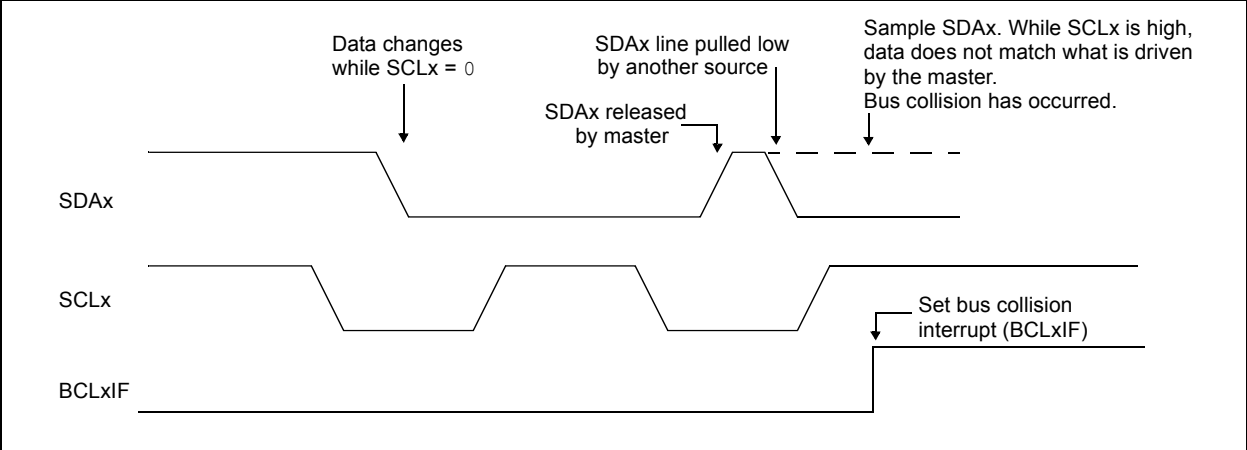 Data changes
while SCLx = 0
SDAx line pulled low
by another source
SDAx released
by master
Sample SDAx. While SCLx is high,
data does not match what is driven
by the master.
Bus collision has occurred.
SDAx
SCLx
Set bus collision
interrupt (BCLxIF)
BCLxIF